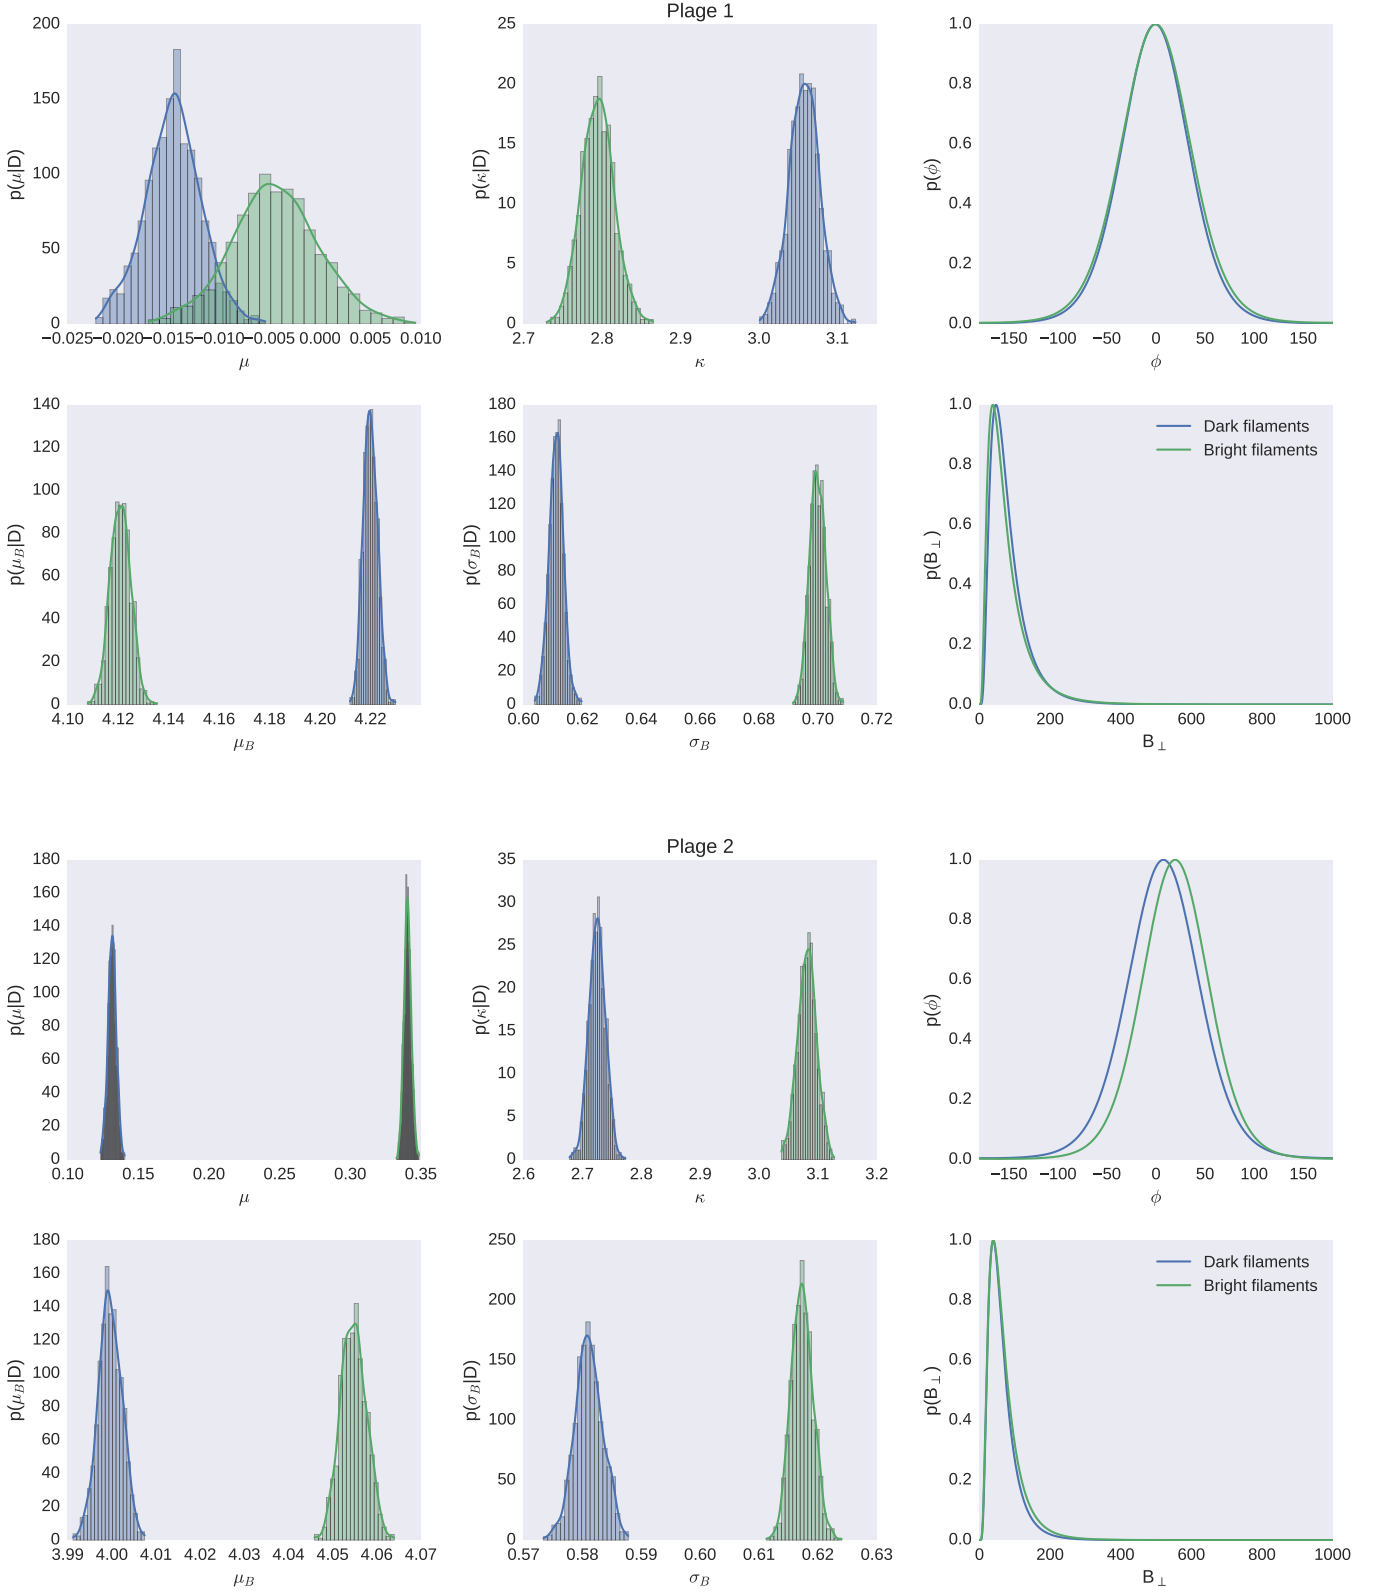 Plage 1
200
150
100
50
0
p(μ|D)
−0.025 −0.020 −0.015 −0.010 −0.005 0.000 0.005 0.010
μ
25
20
15
10
5
0
p(κ|D)
2.7 2.8 2.9 3.0 3.1
κ
1.0
0.8
0.6
0.4
0.2
0.0
p(ϕ)
−150 −100 −50 0 50 100 150
ϕ
140
120
100
80
60
40
20
0
p(μ_B|D)
4.10 4.12 4.14 4.16 4.18 4.20 4.22
μ_B
180
160
140
120
100
80
60
40
20
0
p(σ_B|D)
0.60 0.62 0.64 0.66 0.68 0.70 0.72
σ_B
1.0
0.8
0.6
0.4
0.2
0.0
p(B⊥)
Dark filaments
Bright filaments
0 200 400 600 800 1000
B⊥
Plage 2
180
160
140
120
100
80
60
40
20
0
p(μ|D)
0.10 0.15 0.20 0.25 0.30 0.35
μ
35
30
25
20
15
10
5
0
p(κ|D)
2.6 2.7 2.8 2.9 3.0 3.1 3.2
κ
1.0
0.8
0.6
0.4
0.2
0.0
p(ϕ)
−150 −100 −50 0 50 100 150
ϕ
180
160
140
120
100
80
60
40
20
0
p(μ_B|D)
3.99 4.00 4.01 4.02 4.03 4.04 4.05 4.06 4.07
μ_B
250
200
150
100
50
0
p(σ_B|D)
0.57 0.58 0.59 0.60 0.61 0.62 0.63
σ_B
1.0
0.8
0.6
0.4
0.2
0.0
p(B⊥)
Dark filaments
Bright filaments
0 200 400 600 800 1000
B⊥